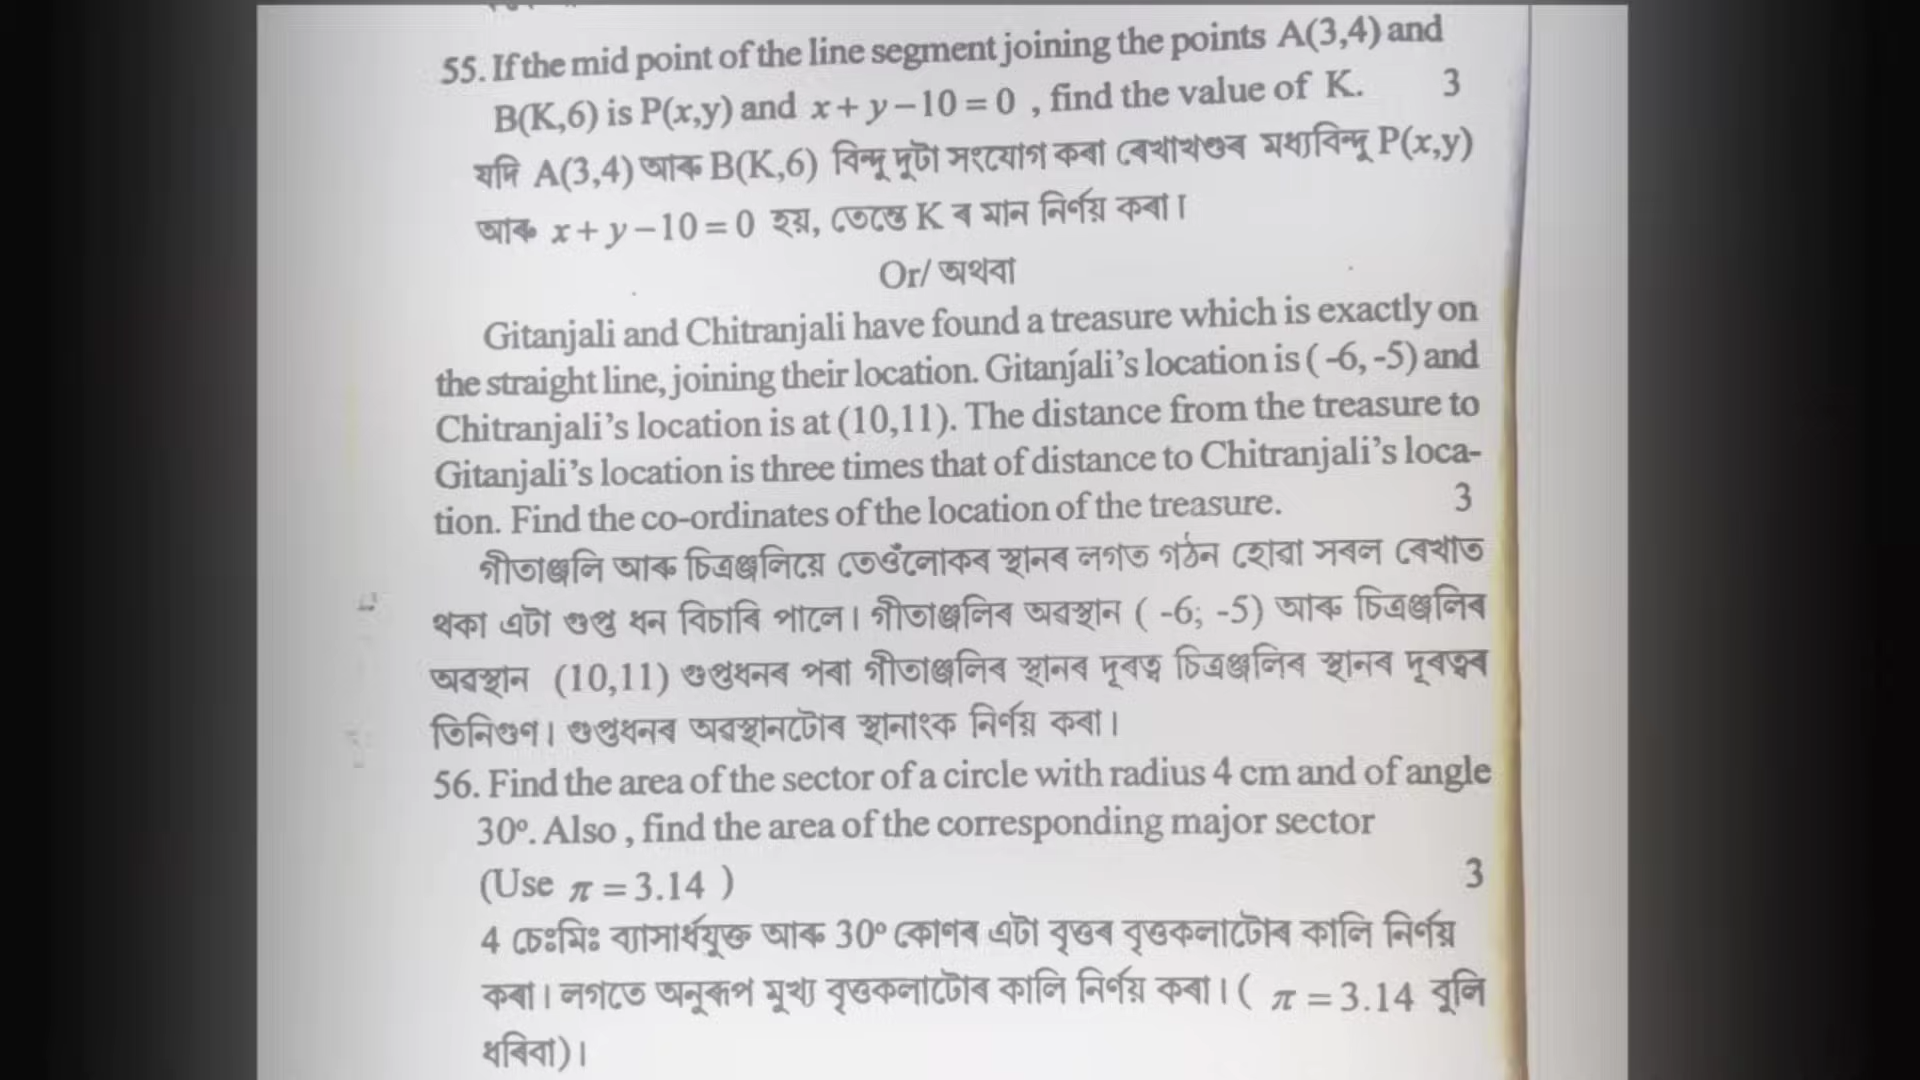 55. If the mid point of the line segment joining the points A(3,4) and
B(K,6) is P(x,y) and x + y − 10 = 0 , find the value of K. 3
যদি A(3,4) আৰু B(K,6) বিন্দু দুটা সংযোগ কৰা ৰেখাখণ্ডৰ মধ্যবিন্দু P(x,y)
আৰু x + y − 10 = 0 হয়, তেন্তে K ৰ মান নিৰ্ণয় কৰা।
Or/ অথবা
Gitanjali and Chitranjali have found a treasure which is exactly on
the straight line, joining their location. Gitanjali's location is ( -6, -5) and
Chitranjali's location is at (10,11). The distance from the treasure to
Gitanjali's location is three times that of distance to Chitranjali's loca-
tion. Find the co-ordinates of the location of the treasure. 3
গীতাঞ্জলি আৰু চিত্ৰঞ্জলিয়ে তেওঁলোকৰ স্থানৰ লগত গঠন হোৱা সৰল ৰেখাত
থকা এটা গুপ্ত ধন বিচাৰি পালে। গীতাঞ্জলিৰ অৱস্থান ( -6; -5) আৰু চিত্ৰঞ্জলিৰ
অৱস্থান (10,11) গুপ্তধনৰ পৰা গীতাঞ্জলিৰ স্থানৰ দূৰত্ব চিত্ৰঞ্জলিৰ স্থানৰ দূৰত্বৰ
তিনিগুণ। গুপ্তধনৰ অৱস্থানটোৰ স্থানাংক নিৰ্ণয় কৰা।
56. Find the area of the sector of a circle with radius 4 cm and of angle
30º. Also , find the area of the corresponding major sector
(Use π = 3.14 ) 3
4 চেঃমিঃ ব্যাসাৰ্ধযুক্ত আৰু 30º কোণৰ এটা বৃত্তৰ বৃত্তকলাটোৰ কালি নিৰ্ণয়
কৰা। লগতে অনুৰূপ মুখ্য বৃত্তকলাটোৰ কালি নিৰ্ণয় কৰা। ( π = 3.14 বুলি
ধৰিবা)।